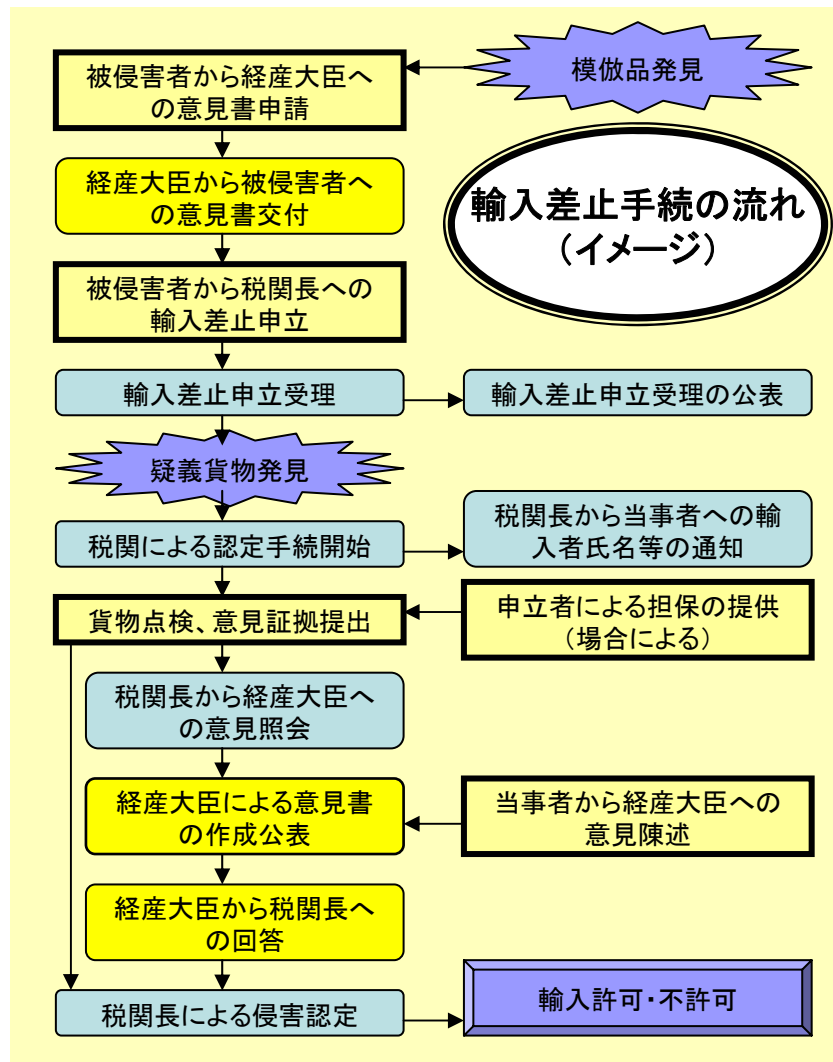 模倣品発見
被侵害者から経産大臣へ
の意見書申請
輸入差止手続の流れ
（イメージ）
経産大臣から被侵害者へ
の意見書交付
被侵害者から税関長への
輸入差止申立
輸入差止申立受理
輸入差止申立受理の公表
疑義貨物発見
税関による認定手続開始
税関長から当事者への輸
入者氏名等の通知
貨物点検、意見証拠提出
申立者による担保の提供
（場合による）
税関長から経産大臣へ
の意見照会
経産大臣による意見書
の作成公表
当事者から経産大臣への
意見陳述
経産大臣から税関長へ
の回答
税関長による侵害認定
輸入許可・不許可